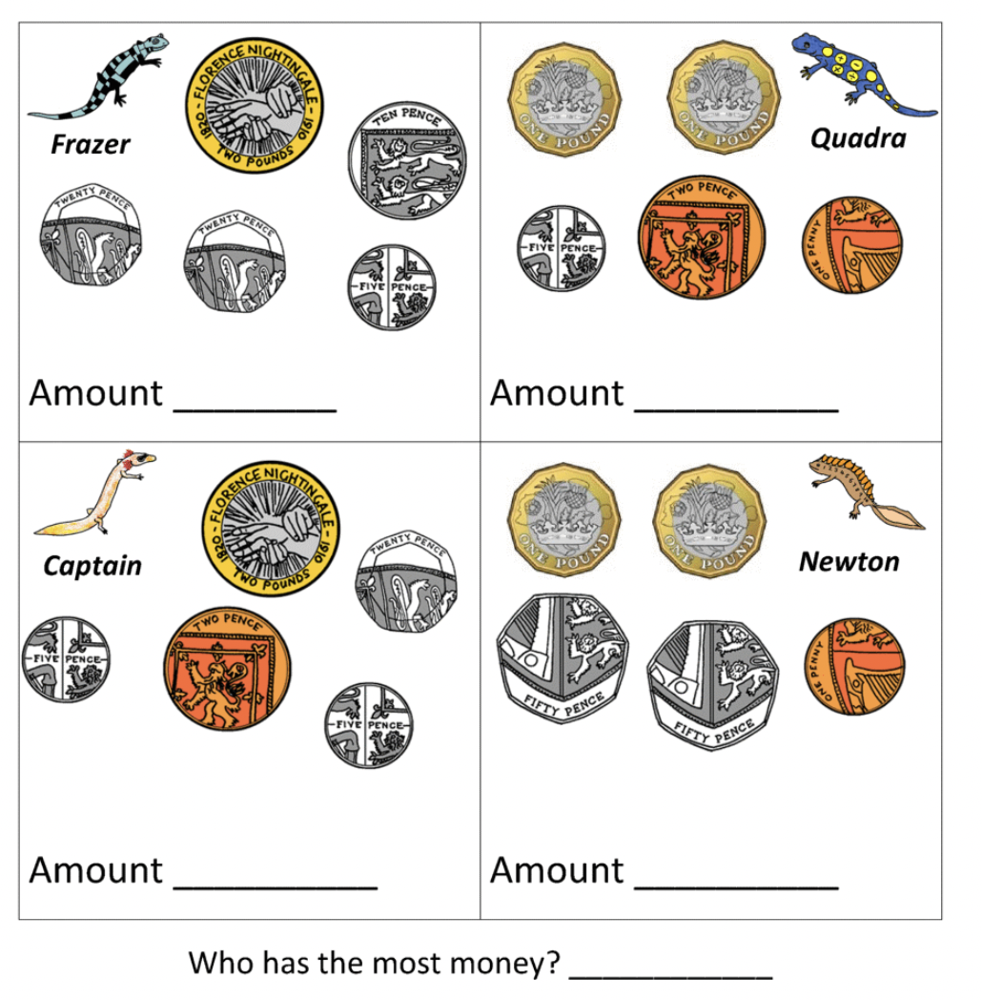 FLORENCE NIGHTINGALE
1820 - 1910
TWO POUNDS
TEN PENCE
Frazer
TWENTY PENCE
TWENTY PENCE
FIVE PENCE
Amount ________
ONE POUND
ONE POUND
Quadra
FIVE PENCE
TWO PENCE
ONE PENNY
Amount __________
FLORENCE NIGHTINGALE
1820 - 1910
TWO POUNDS
TWENTY PENCE
Captain
FIVE PENCE
TWO PENCE
FIVE PENCE
Amount __________
ONE POUND
ONE POUND
Newton
FIFTY PENCE
FIFTY PENCE
ONE PENNY
Amount __________
Who has the most money? ____________